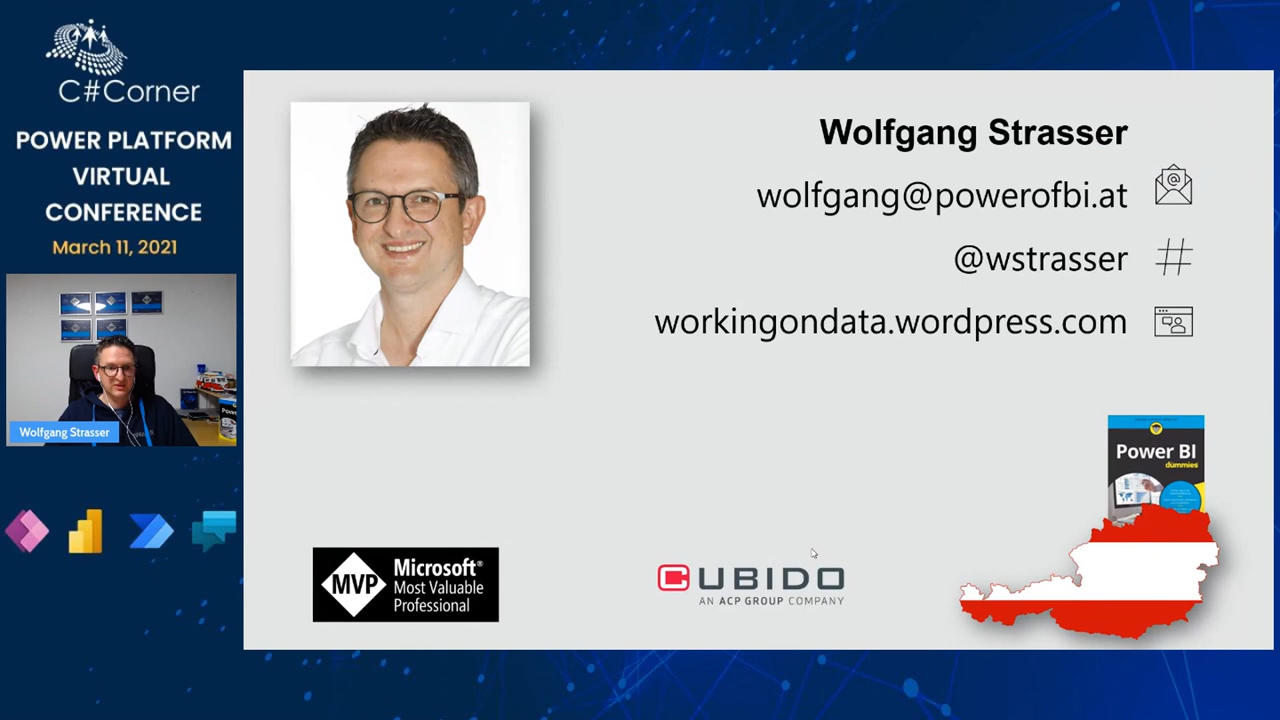 C#Corner
POWER PLATFORM
VIRTUAL
CONFERENCE
March 11, 2021
Wolfgang Strasser
Wolfgang Strasser
wolfgang@powerofbi.at
@wstrasser
workingondata.wordpress.com
Power BI
dummies
MVP
Microsoft®
Most Valuable
Professional
CUBIDO
AN ACP GROUP COMPANY